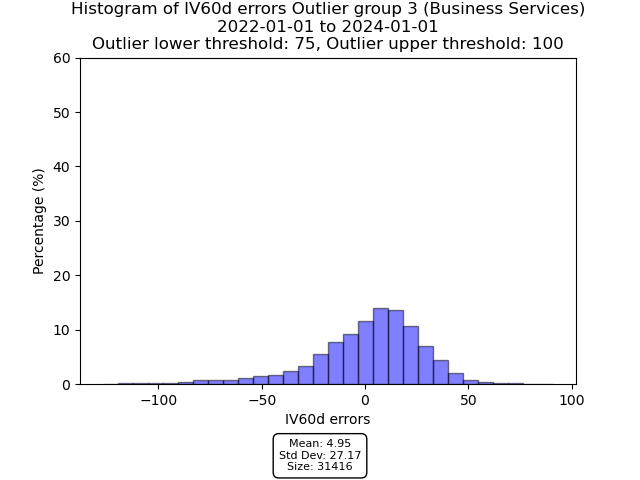 Histogram of IV60d errors Outlier group 3 (Business Services)
2022-01-01 to 2024-01-01
Outlier lower threshold: 75, Outlier upper threshold: 100
60
50
40
30
20
10
0
Percentage (%)
−100
−50
0
50
100
IV60d errors
Mean: 4.95
Std Dev: 27.17
Size: 31416